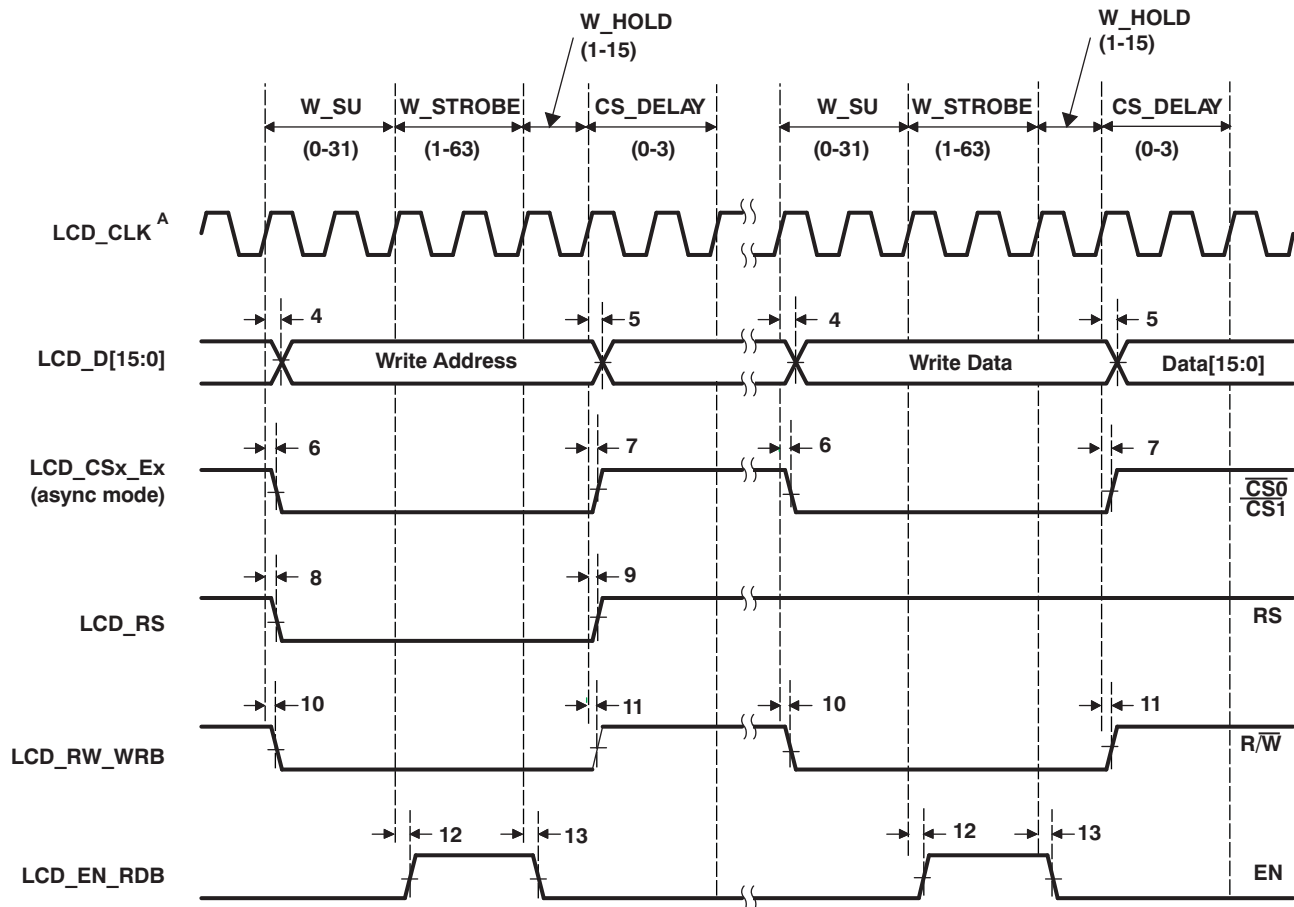 W_HOLD
(1-15)
W_HOLD
(1-15)
W_SU W_STROBE CS_DELAY W_SU W_STROBE CS_DELAY
(0-31) (1-63) (0-3) (0-31) (1-63) (0-3)
LCD_CLK A
4 5 4 5
LCD_D[15:0] Write Address Write Data Data[15:0]
6 7 6 7
LCD_CSx_Ex
(async mode)
CS0
CS1
8 9
LCD_RS RS
10 11 10 11
LCD_RW_WRB R/W
12 13 12 13
LCD_EN_RDB EN